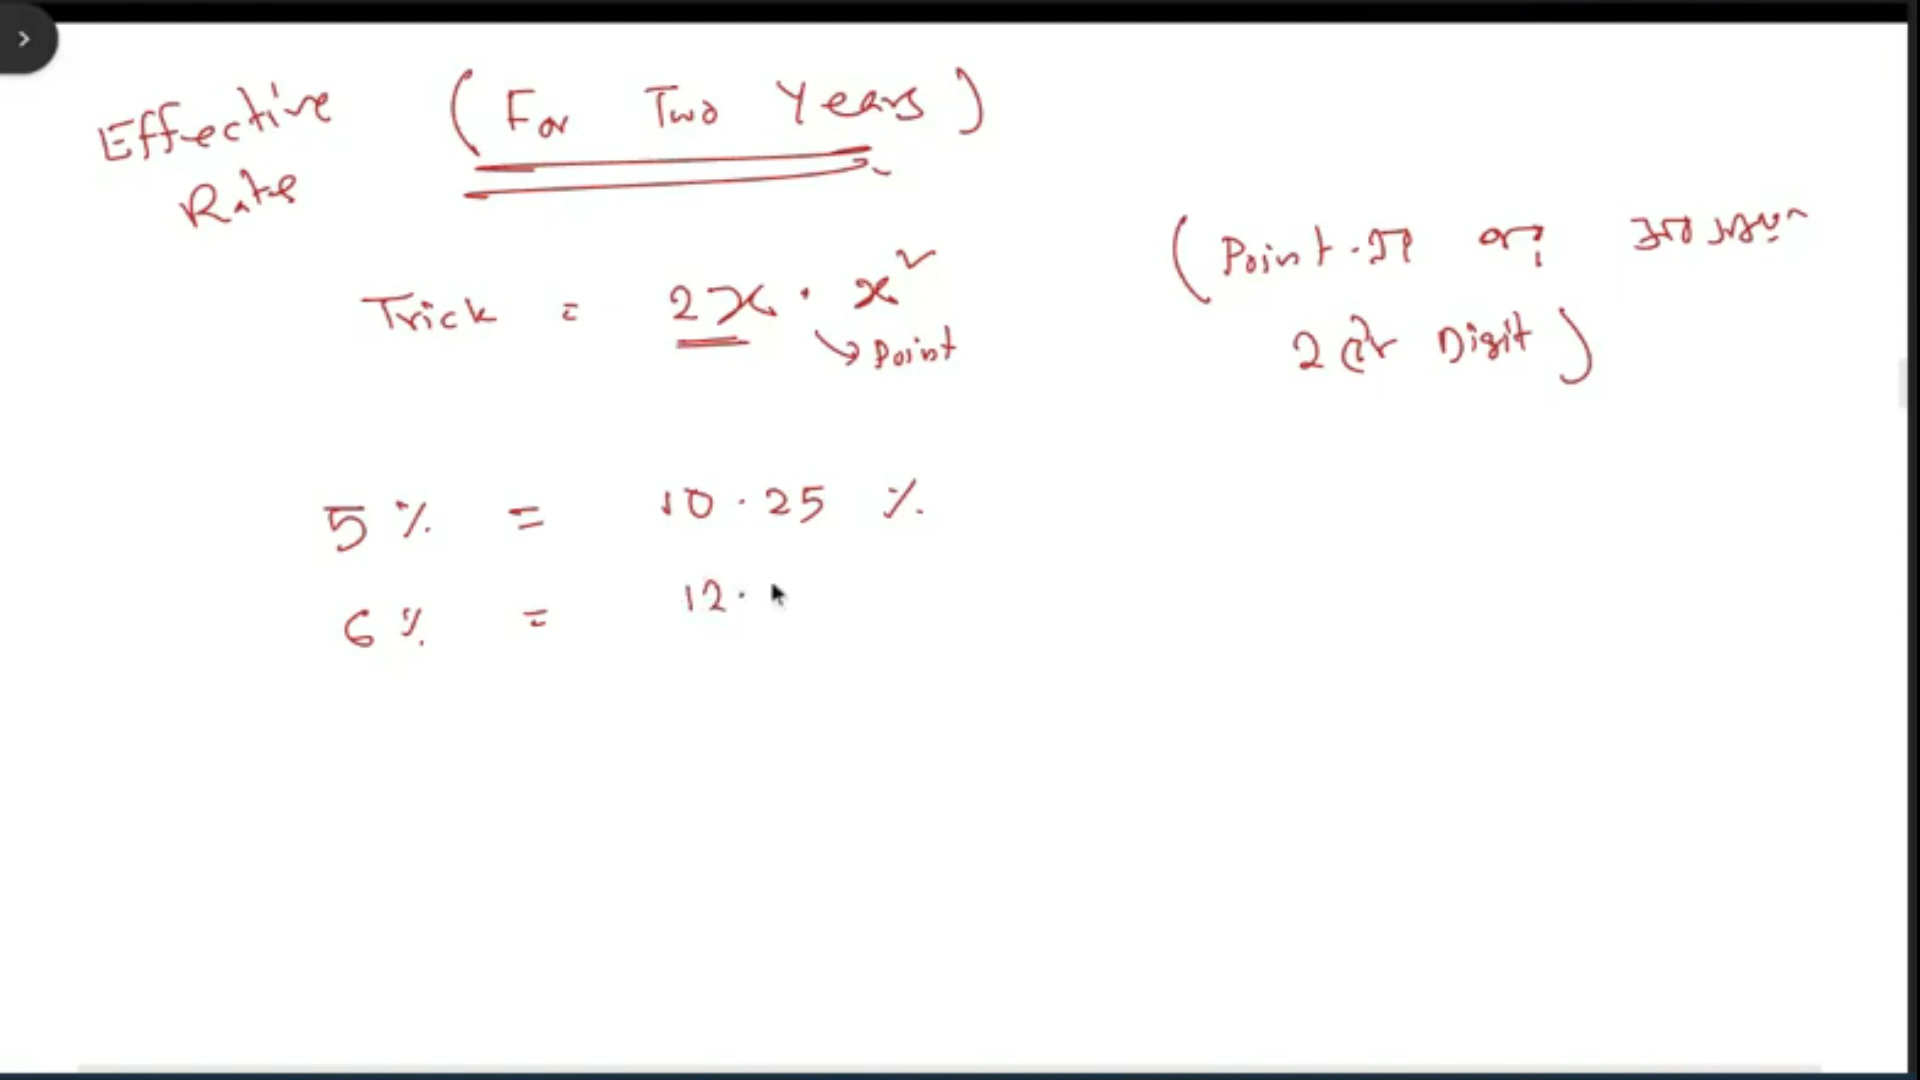 Effective (For Two Years)
Rate
Trick = 2x . x²
→ Point
(Point
2 Digit)
5 % = 10.25 %
6 % = 12.